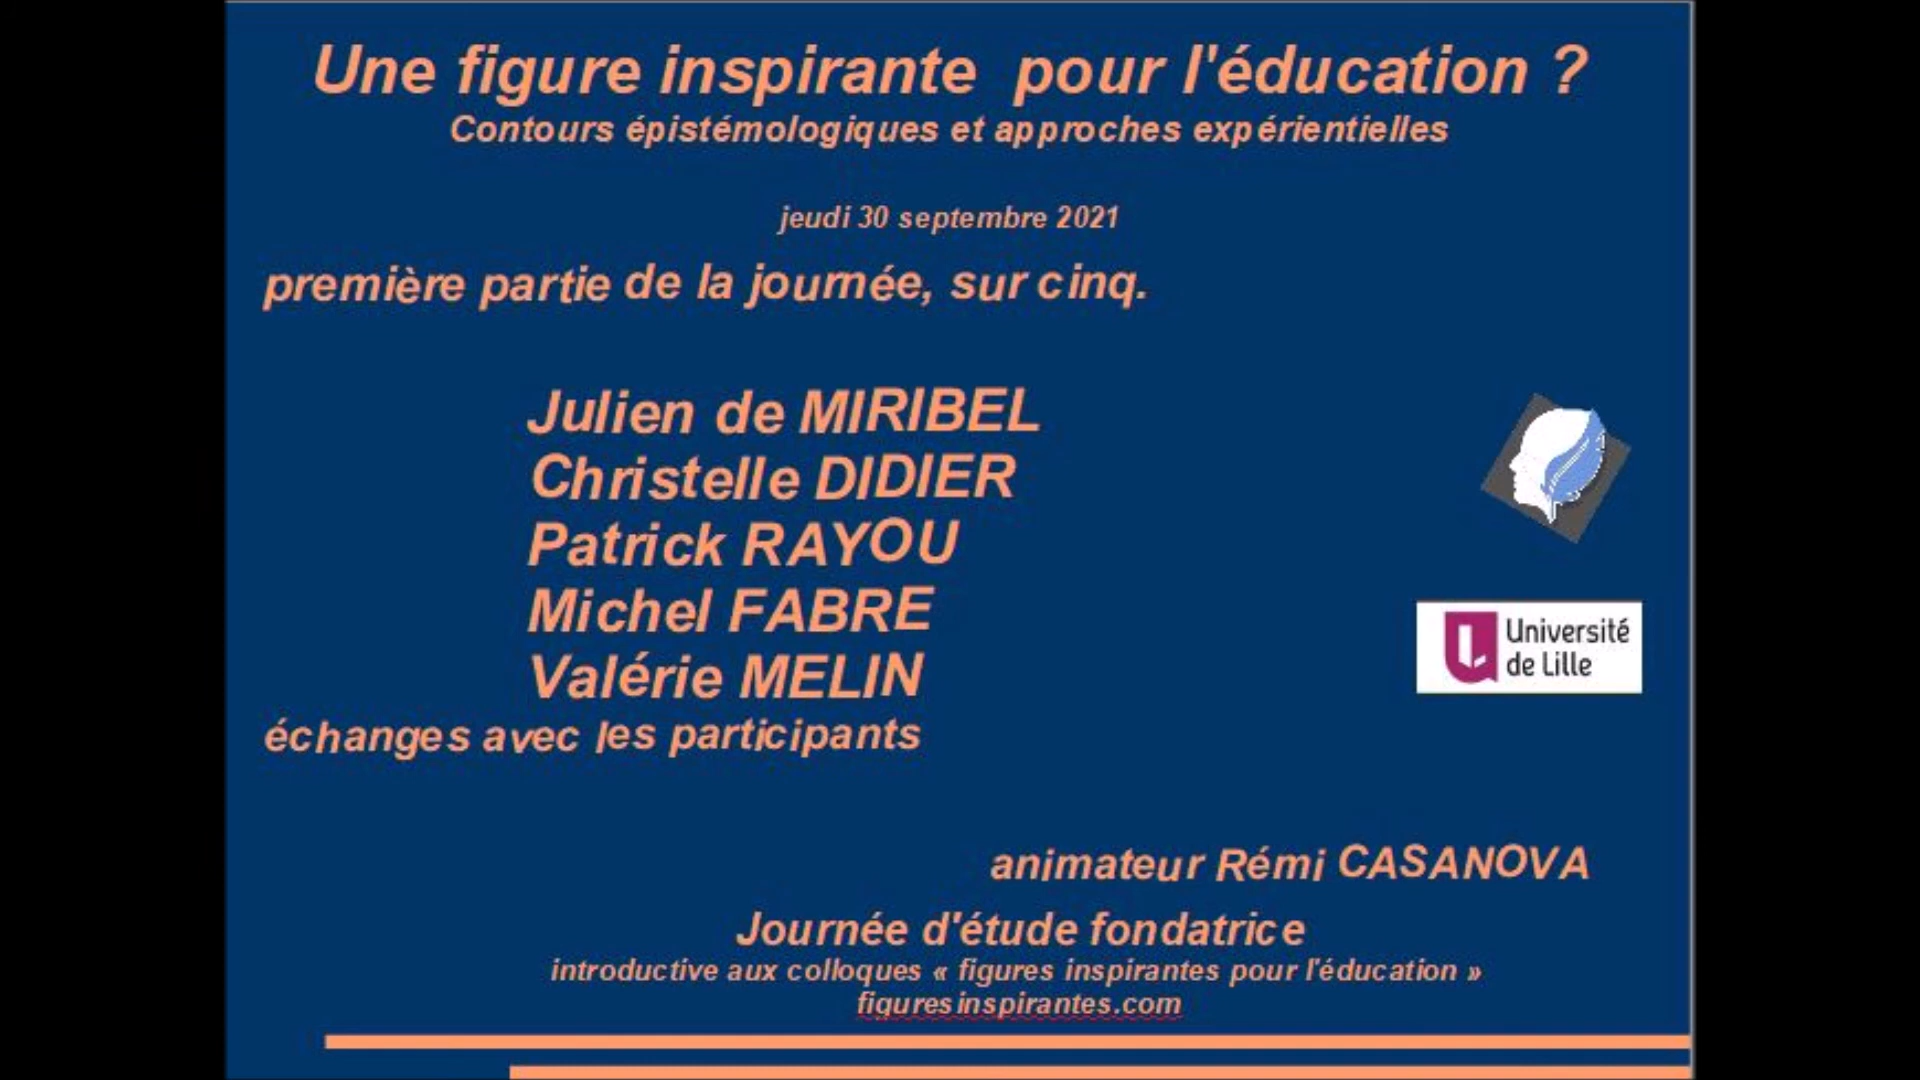 Une figure inspirante pour l'éducation ?
Contours épistémologiques et approches expérientielles
jeudi 30 septembre 2021
première partie de la journée, sur cinq.
Julien de MIRIBEL
Christelle DIDIER
Patrick RAYOU
Michel FABRE
Valérie MELIN
échanges avec les participants
Université
de Lille
animateur Rémi CASANOVA
Journée d'étude fondatrice
introductive aux colloques « figures inspirantes pour l'éducation »
figuresinspirantes.com